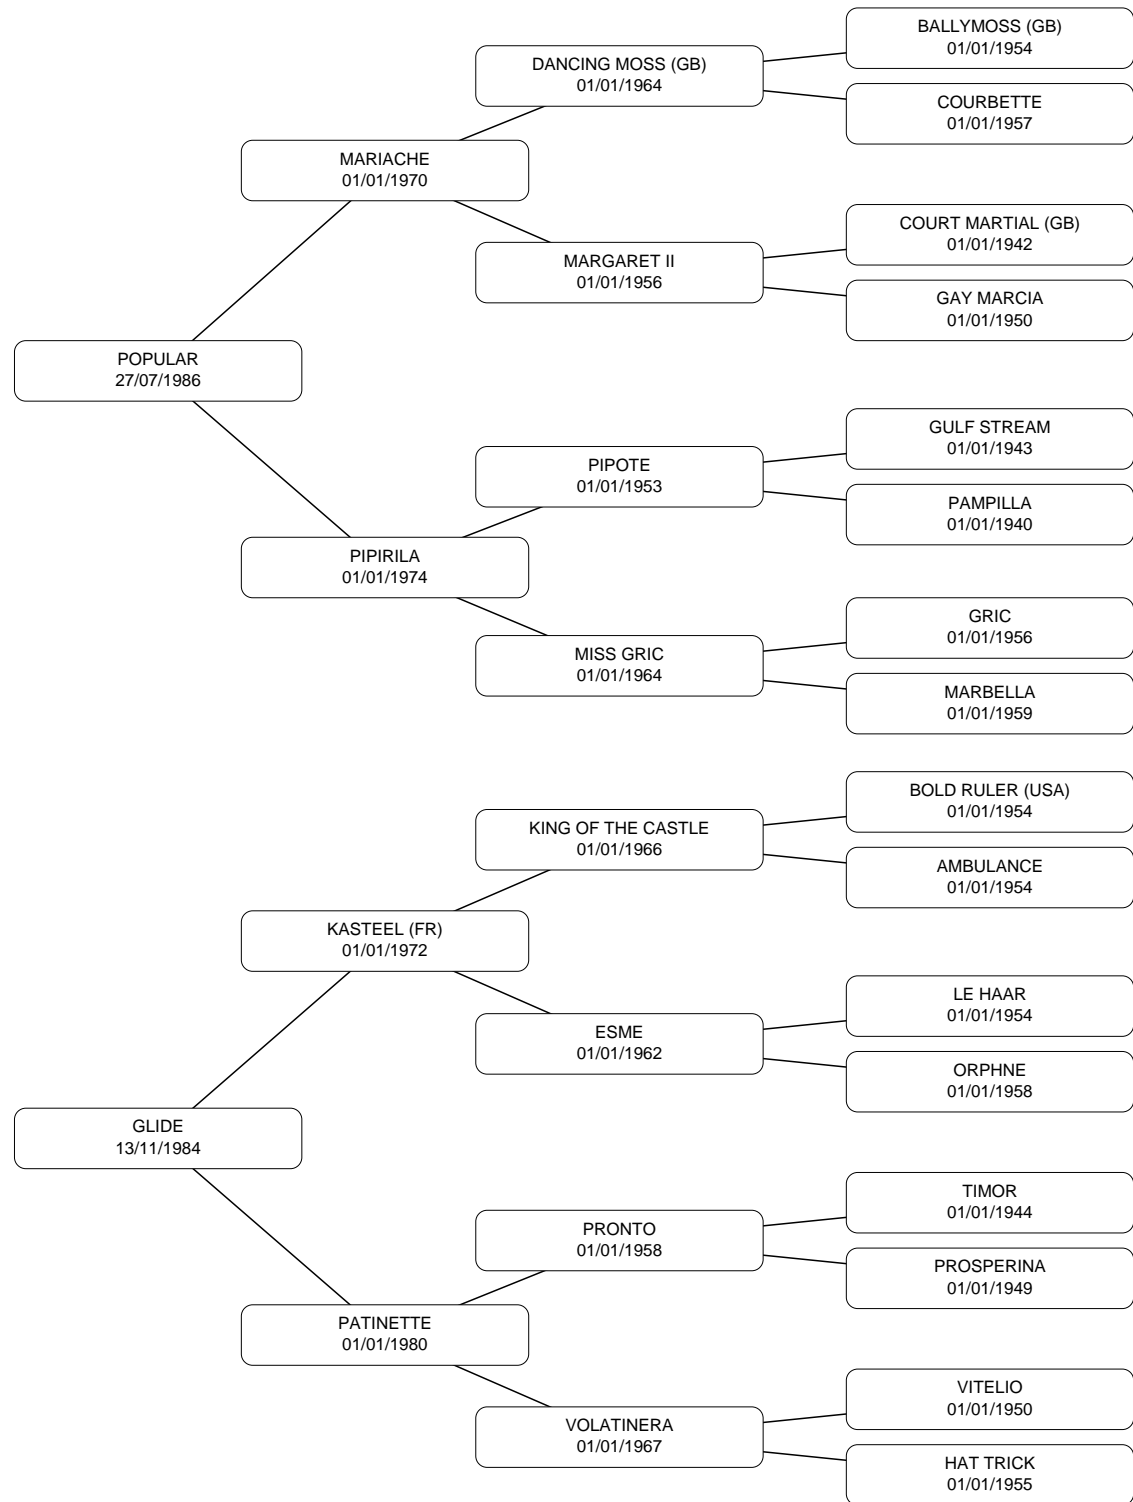 BALLYMOSS (GB)
01/01/1954
DANCING MOSS (GB)
01/01/1964
COURBETTE
01/01/1957
MARIACHE
01/01/1970
COURT MARTIAL (GB)
01/01/1942
MARGARET II
01/01/1956
GAY MARCIA
01/01/1950
POPULAR
27/07/1986
GULF STREAM
01/01/1943
PIPOTE
01/01/1953
PAMPILLA
01/01/1940
PIPIRILA
01/01/1974
GRIC
01/01/1956
MISS GRIC
01/01/1964
MARBELLA
01/01/1959
BOLD RULER (USA)
01/01/1954
KING OF THE CASTLE
01/01/1966
AMBULANCE
01/01/1954
KASTEEL (FR)
01/01/1972
LE HAAR
01/01/1954
ESME
01/01/1962
ORPHNE
01/01/1958
GLIDE
13/11/1984
TIMOR
01/01/1944
PRONTO
01/01/1958
PROSPERINA
01/01/1949
PATINETTE
01/01/1980
VITELIO
01/01/1950
VOLATINERA
01/01/1967
HAT TRICK
01/01/1955